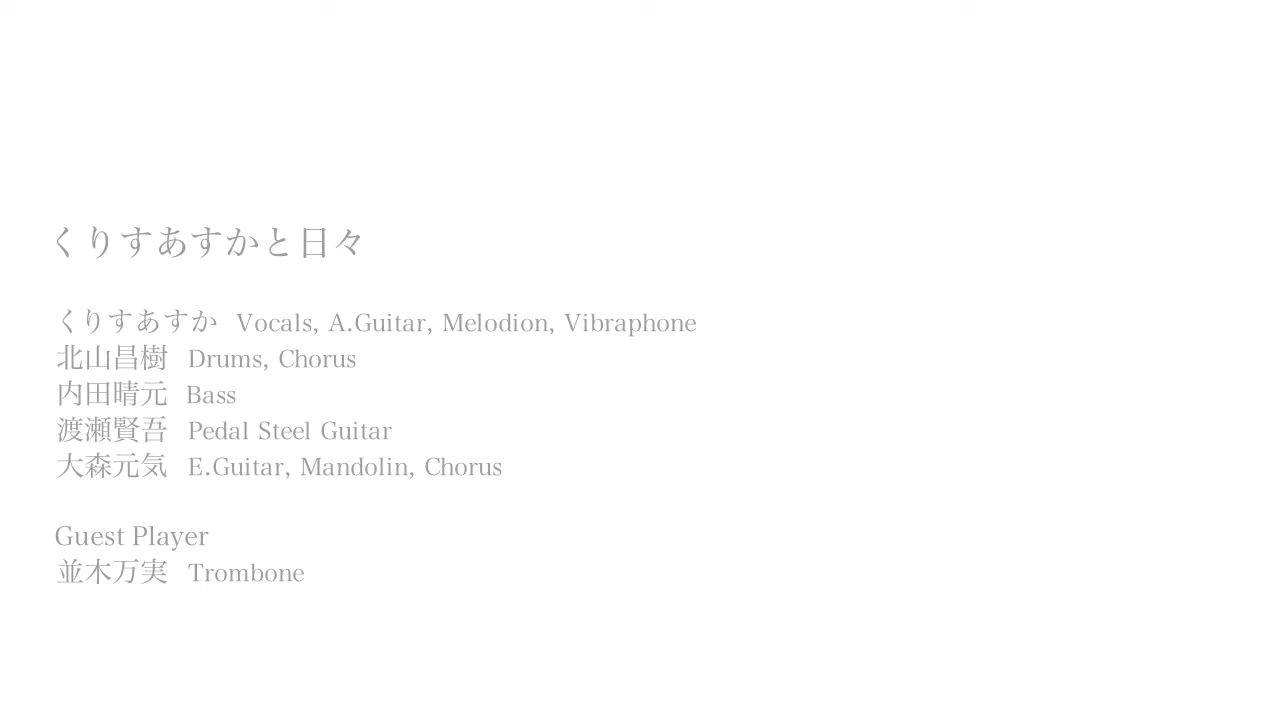 くりすあすかと日々
くりすあすか Vocals, A.Guitar, Melodion, Vibraphone
北山昌樹 Drums, Chorus
内田晴元 Bass
渡瀬賢吾 Pedal Steel Guitar
大森元気 E.Guitar, Mandolin, Chorus
Guest Player
並木万実 Trombone